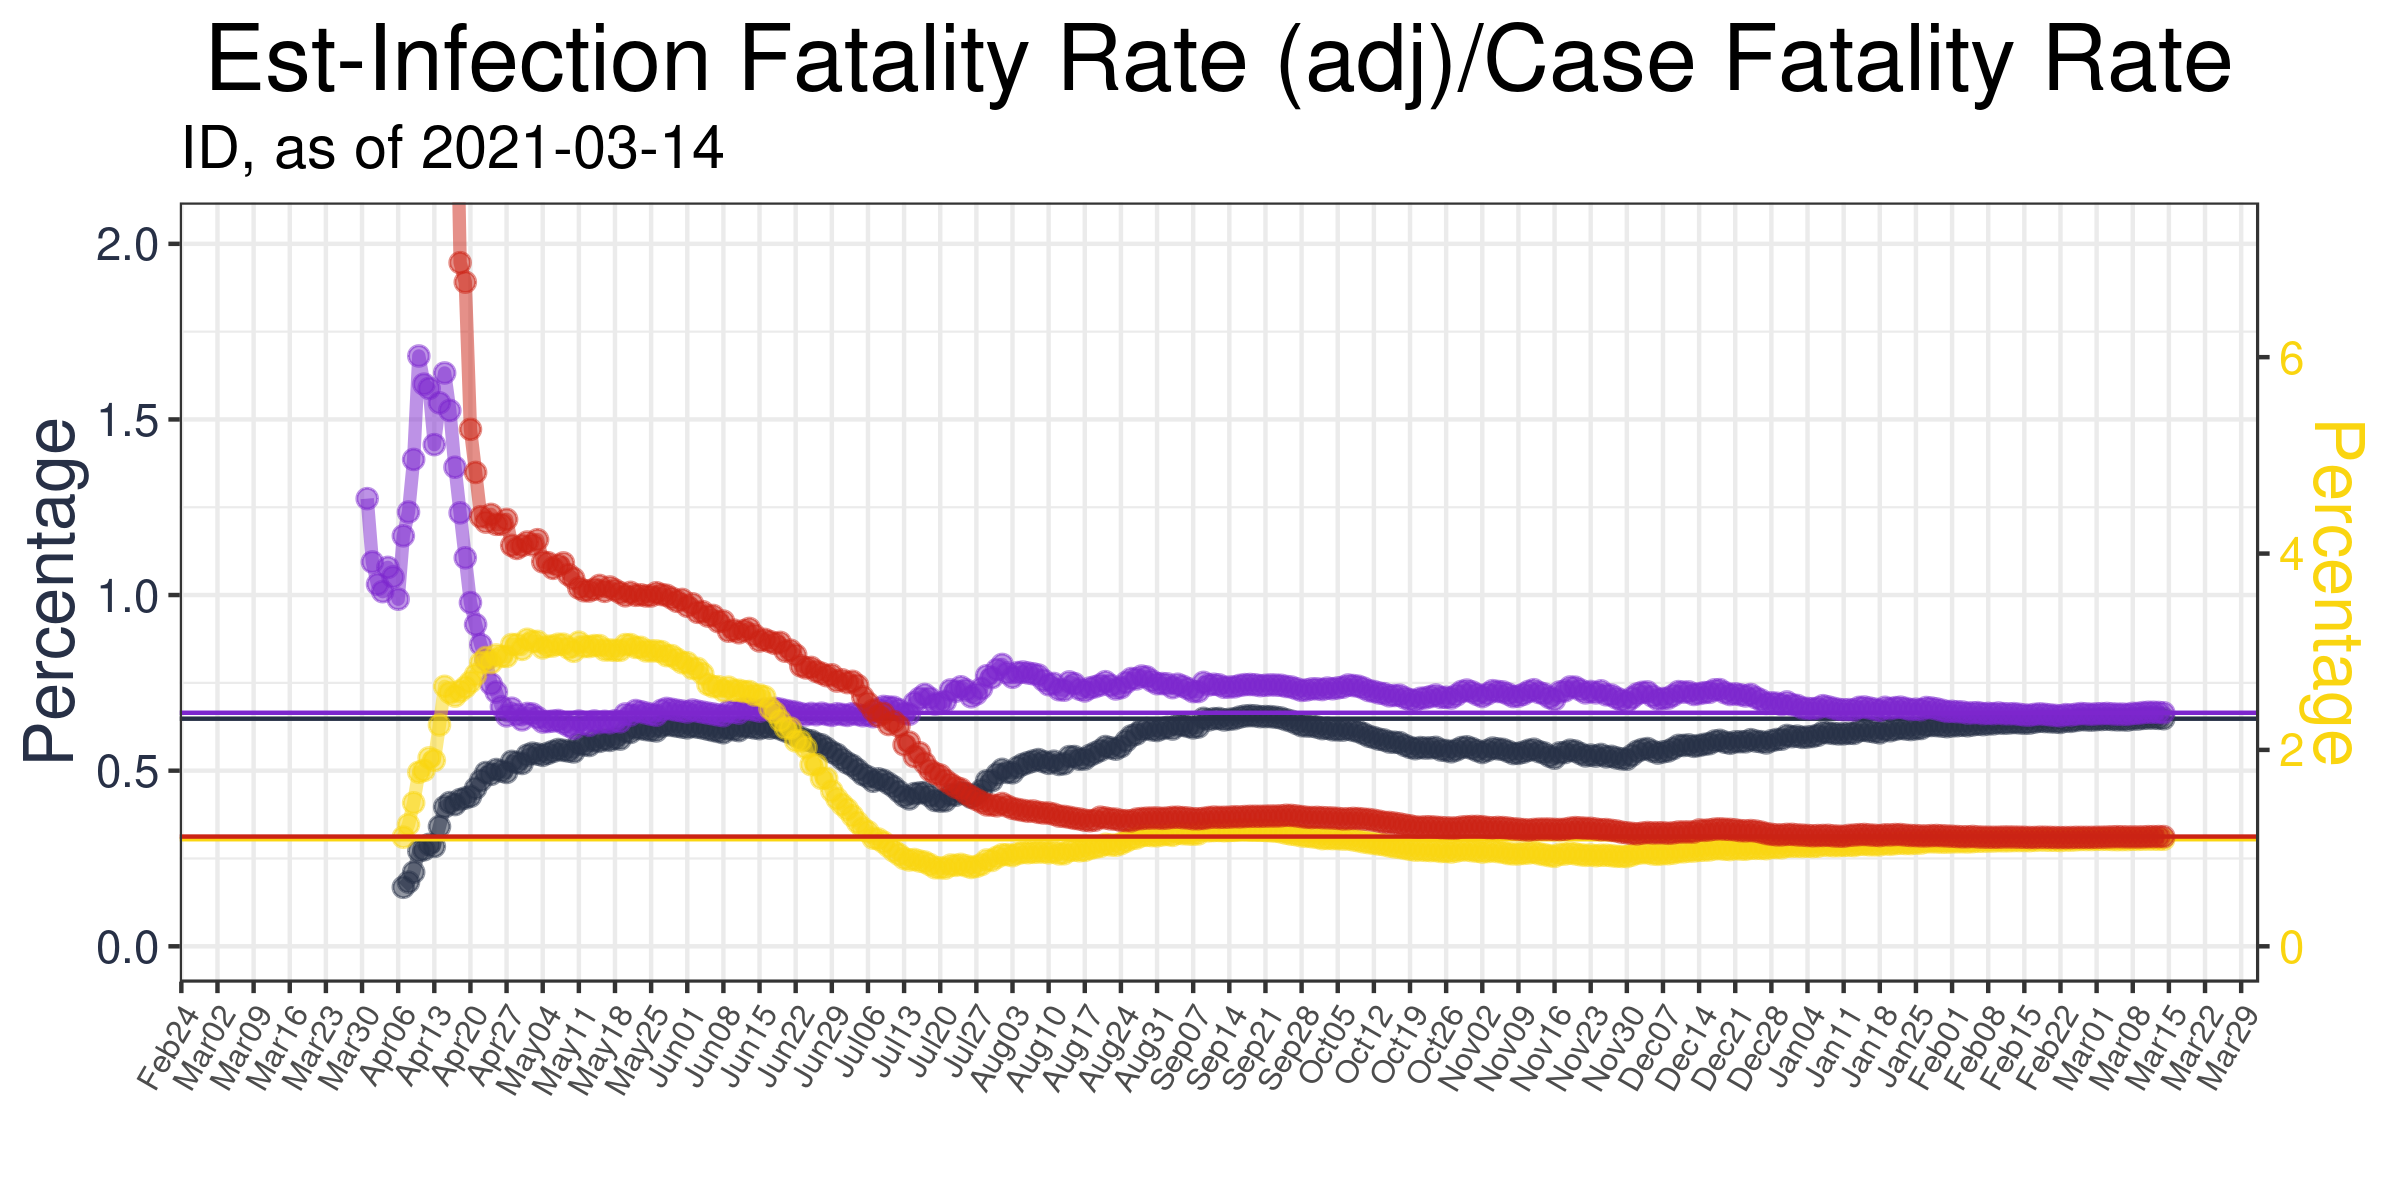 Est-Infection Fatality Rate (adj)/Case Fatality Rate
ID, as of 2021-03-14
Percentage
2.0
1.5
1.0
0.5
0.0
6
4
2
0
Percentage
Feb24
Mar02
Mar09
Mar16
Mar23
Mar30
Apr06
Apr13
Apr20
Apr27
May04
May11
May18
May25
Jun01
Jun08
Jun15
Jun22
Jun29
Jul06
Jul13
Jul20
Jul27
Aug03
Aug10
Aug17
Aug24
Aug31
Sep07
Sep14
Sep21
Sep28
Oct05
Oct12
Oct19
Oct26
Nov02
Nov09
Nov16
Nov23
Nov30
Dec07
Dec14
Dec21
Dec28
Jan04
Jan11
Jan18
Jan25
Feb01
Feb08
Feb15
Feb22
Mar01
Mar08
Mar15
Mar22
Mar29